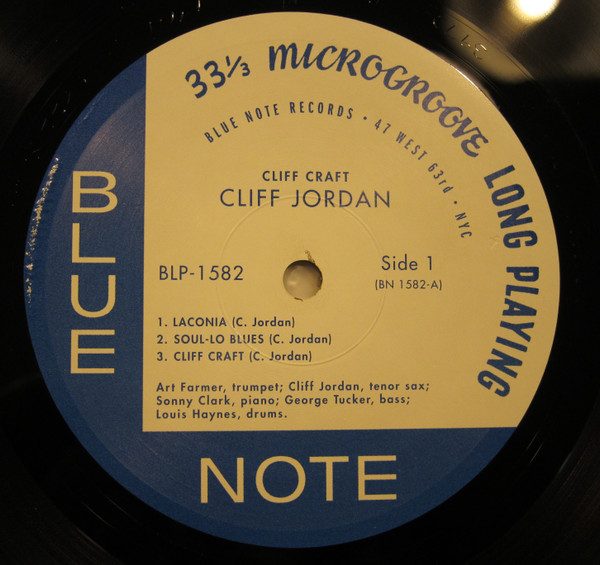 33⅓ MICROGROOVE LONG PLAYING
BLUE NOTE RECORDS • 47 WEST 63rd • NYC
CLIFF CRAFT
CLIFF JORDAN
BLP-1582
Side 1
(BN 1582-A)
1. LACONIA (C. Jordan)
2. SOUL-LO BLUES (C. Jordan)
3. CLIFF CRAFT (C. Jordan)
Art Farmer, trumpet; Cliff Jordan, tenor sax;
Sonny Clark, piano; George Tucker, bass;
Louis Haynes, drums.
BLUE
NOTE